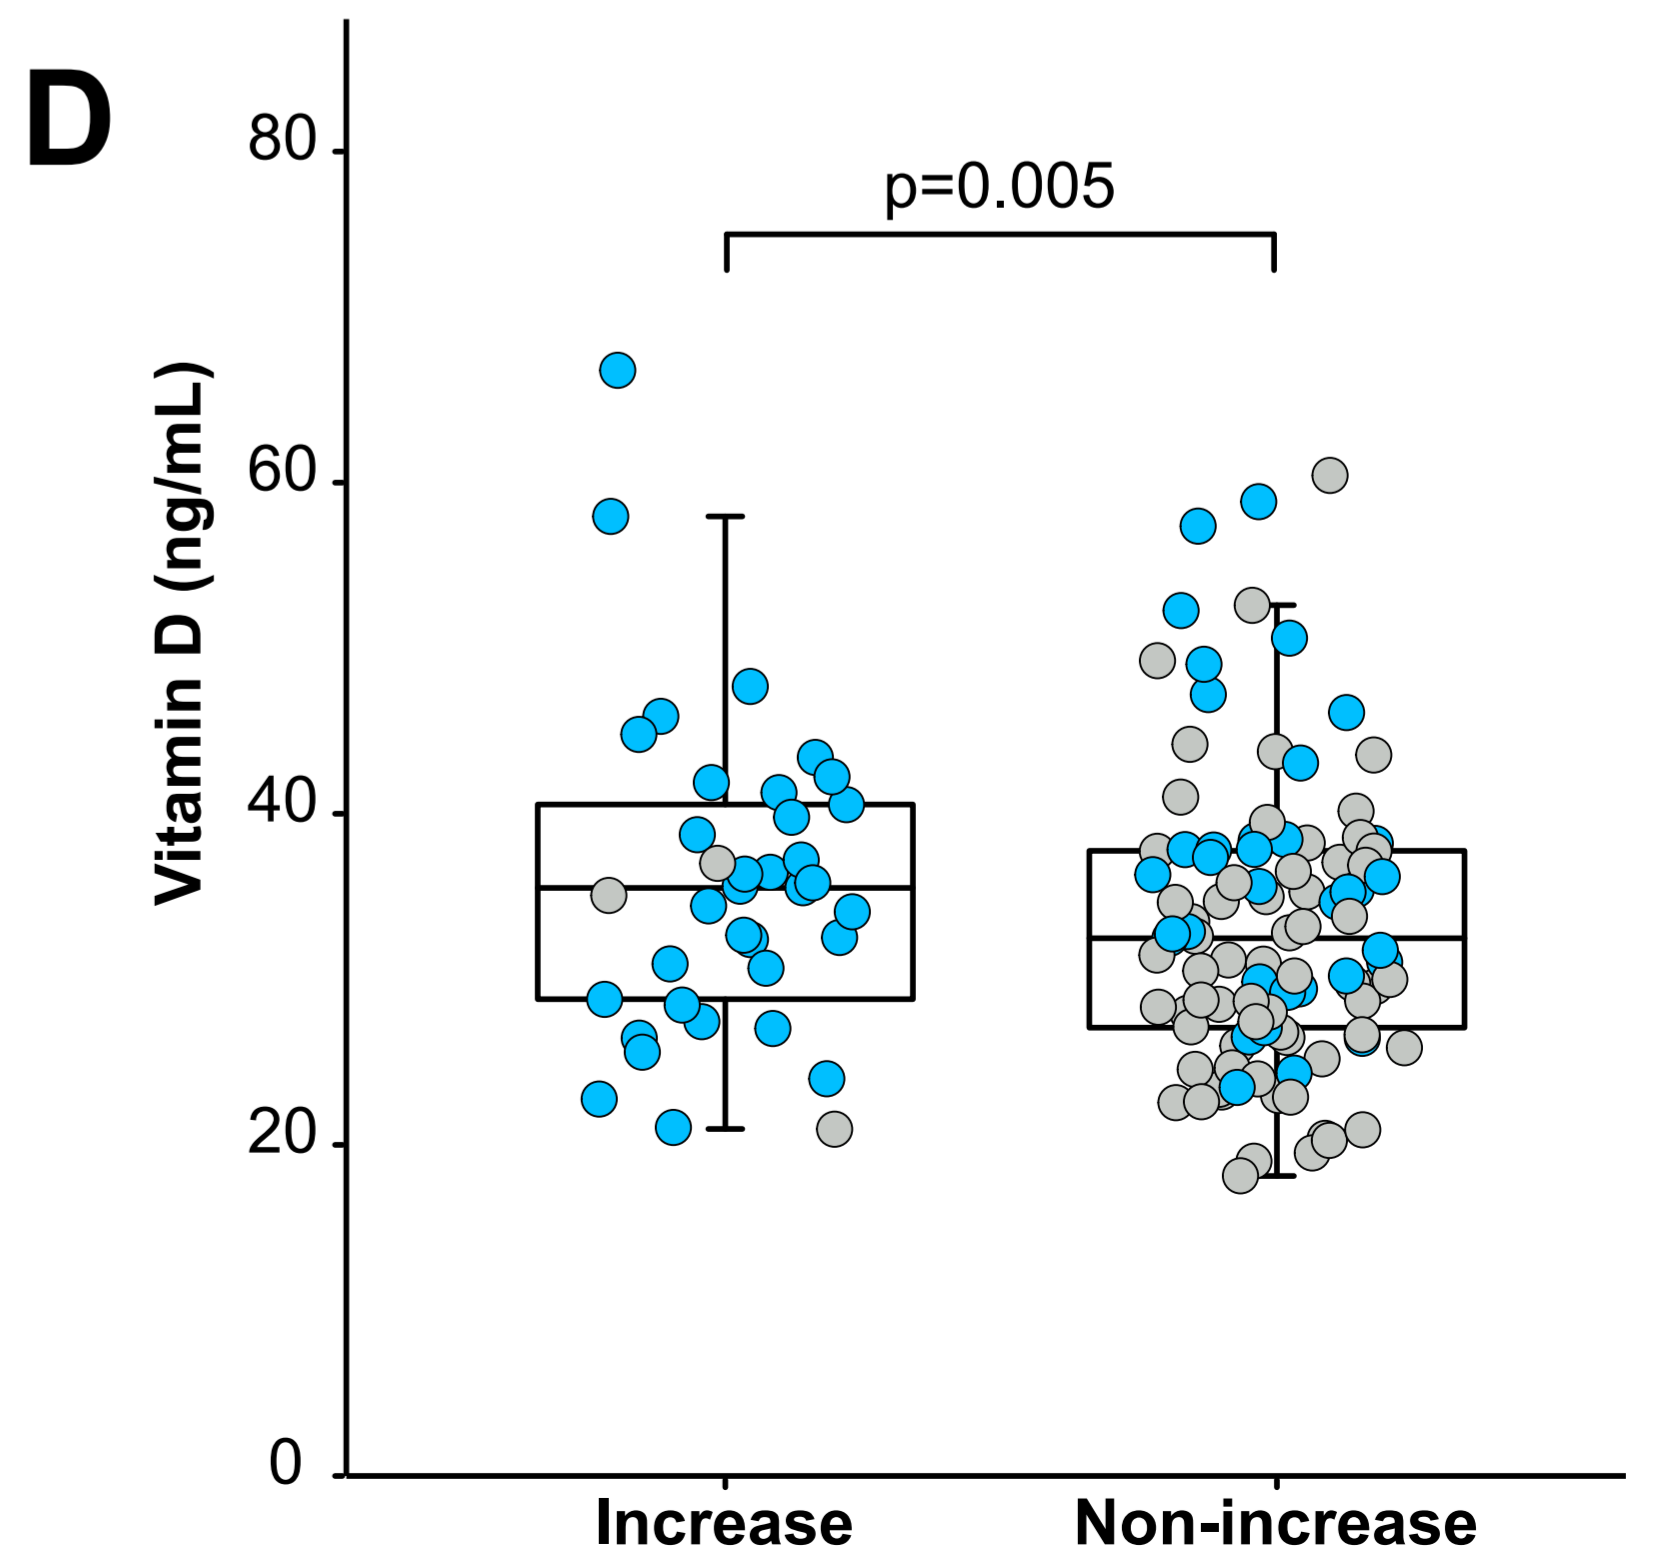 D
80
p=0.005
60
Vitamin D (ng/mL)
40
20
0
Increase Non-increase